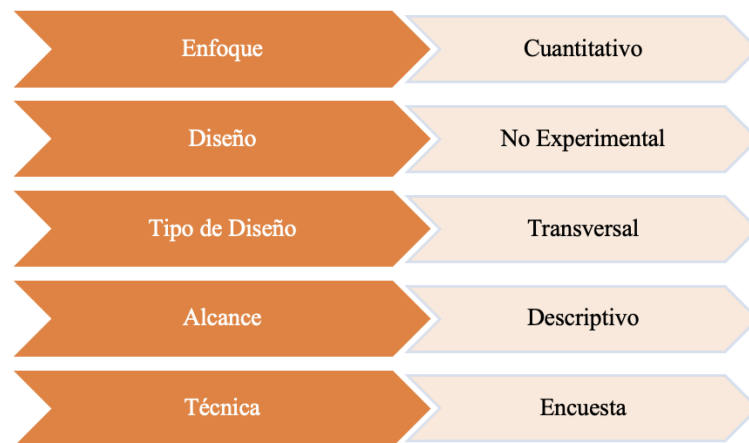 Enfoque
Cuantitativo
Diseño
No Experimental
Tipo de Diseño
Transversal
Alcance
Descriptivo
Técnica
Encuesta